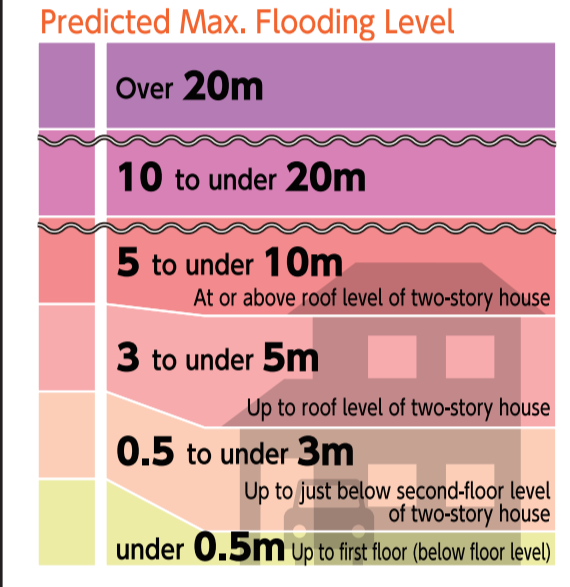 Predicted Max. Flooding Level
Over 20m
10 to under 20m
5 to under 10m
At or above roof level of two-story house
3 to under 5m
Up to roof level of two-story house
0.5 to under 3m
Up to just below second-floor level
of two-story house
under 0.5m Up to first floor (below floor level)